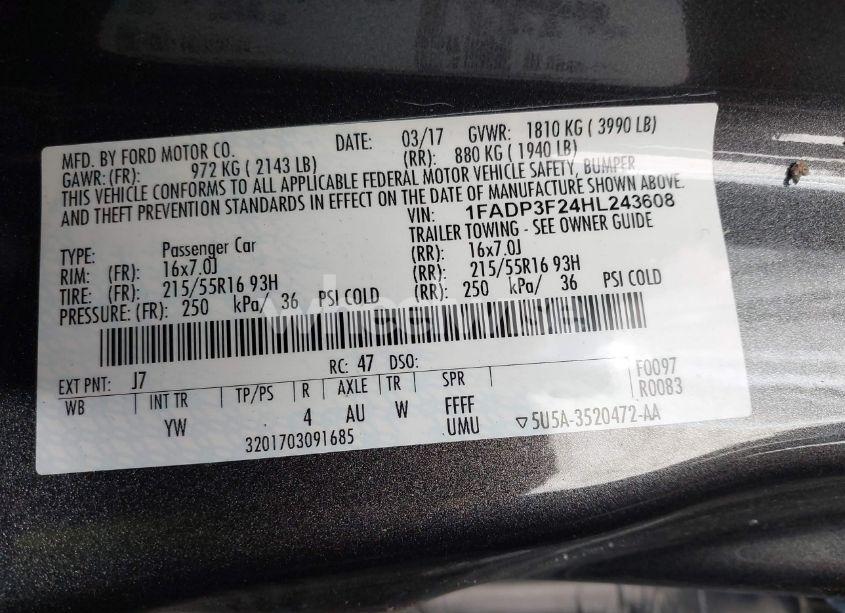 MFD. BY FORD MOTOR CO. DATE: 03/17 GVWR: 1810 KG ( 3990 LB)
GAWR: (FR): 972 KG ( 2143 LB) (RR): 880 KG ( 1940 LB)
THIS VEHICLE CONFORMS TO ALL APPLICABLE FEDERAL MOTOR VEHICLE SAFETY, BUMPER
AND THEFT PREVENTION STANDARDS IN EFFECT ON THE DATE OF MANUFACTURE SHOWN ABOVE.
VIN: 1FADP3F24HL243608
TRAILER TOWING - SEE OWNER GUIDE
TYPE: Passenger Car
RIM: (FR): 16x7.0J (RR): 16x7.0J
TIRE: (FR): 215/55R16 93H (RR): 215/55R16 93H
PRESSURE: (FR): 250 kPa/ 36 PSI COLD (RR): 250 kPa/ 36 PSI COLD
RC: 47 DSO:
EXT PNT: J7 F0097
R0083
WB INT TR TP/PS R AXLE TR SPR
YW 4 AU W FFFF
UMU
3201703091685 ▽5U5A-3520472-AA